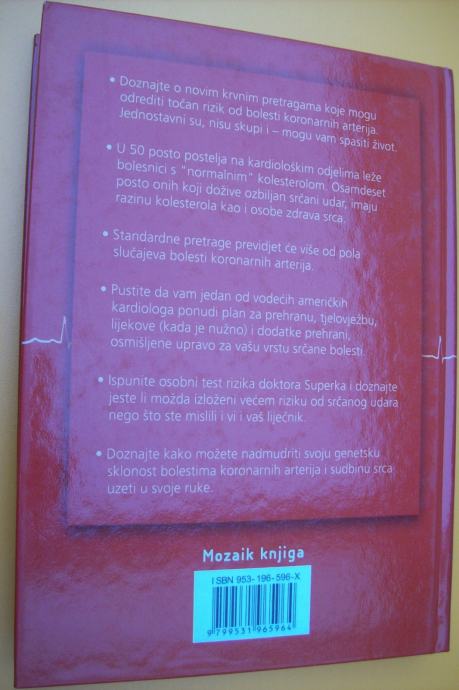 • Doznajte o novim krvnim pretragama koje mogu
odrediti točan rizik od bolesti koronarnih arterija.
Jednostavni su, nisu skupi i – mogu vam spasiti život.
• U 50 posto postelja na kardiološkim odjelima leže
bolesnici s "normalnim" kolesterolom. Osamdeset
posto onih koji dožive ozbiljan srčani udar, imaju
razinu kolesterola kao i osobe zdrava srca.
• Standardne pretrage previdjet će više od pola
slučajeva bolesti koronarnih arterija.
• Pustite da vam jedan od vodećih američkih
kardiologa ponudi plan za prehranu, tjelovježbu,
lijekove (kada je nužno) i dodatke prehrani,
osmišljene upravo za vašu vrstu srčane bolesti.
• Ispunite osobni test rizika doktora Superka i doznajte
jeste li možda izloženi većem riziku od srčanog udara
nego što ste mislili i vi i vaš liječnik.
• Doznajte kako možete nadmudriti svoju genetsku
sklonost bolestima koronarnih arterija i sudbinu srca
uzeti u svoje ruke.
Mozaik knjiga
ISBN 953-196-596-X
9 799531 965964